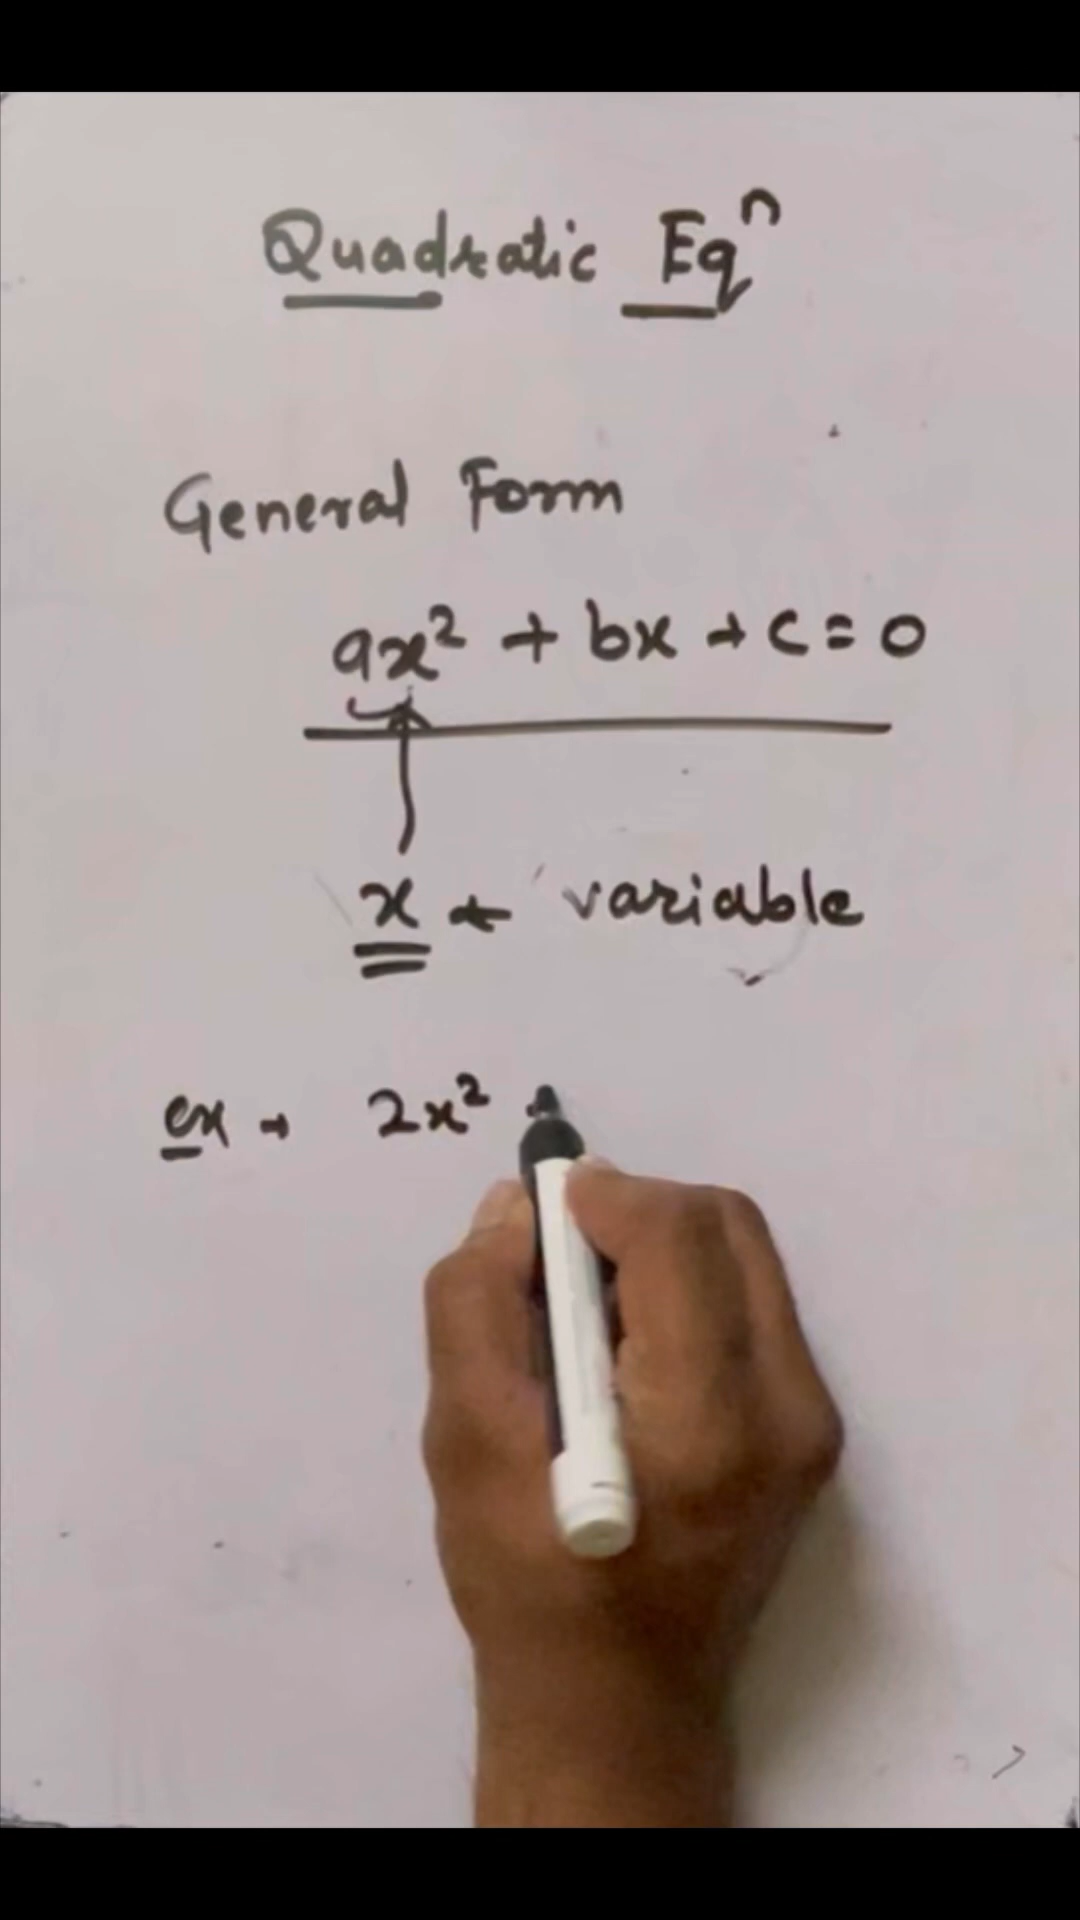 Quadratic Eqⁿ
General Form
ax² + bx + c = 0
x ← variable
ex → 2x²